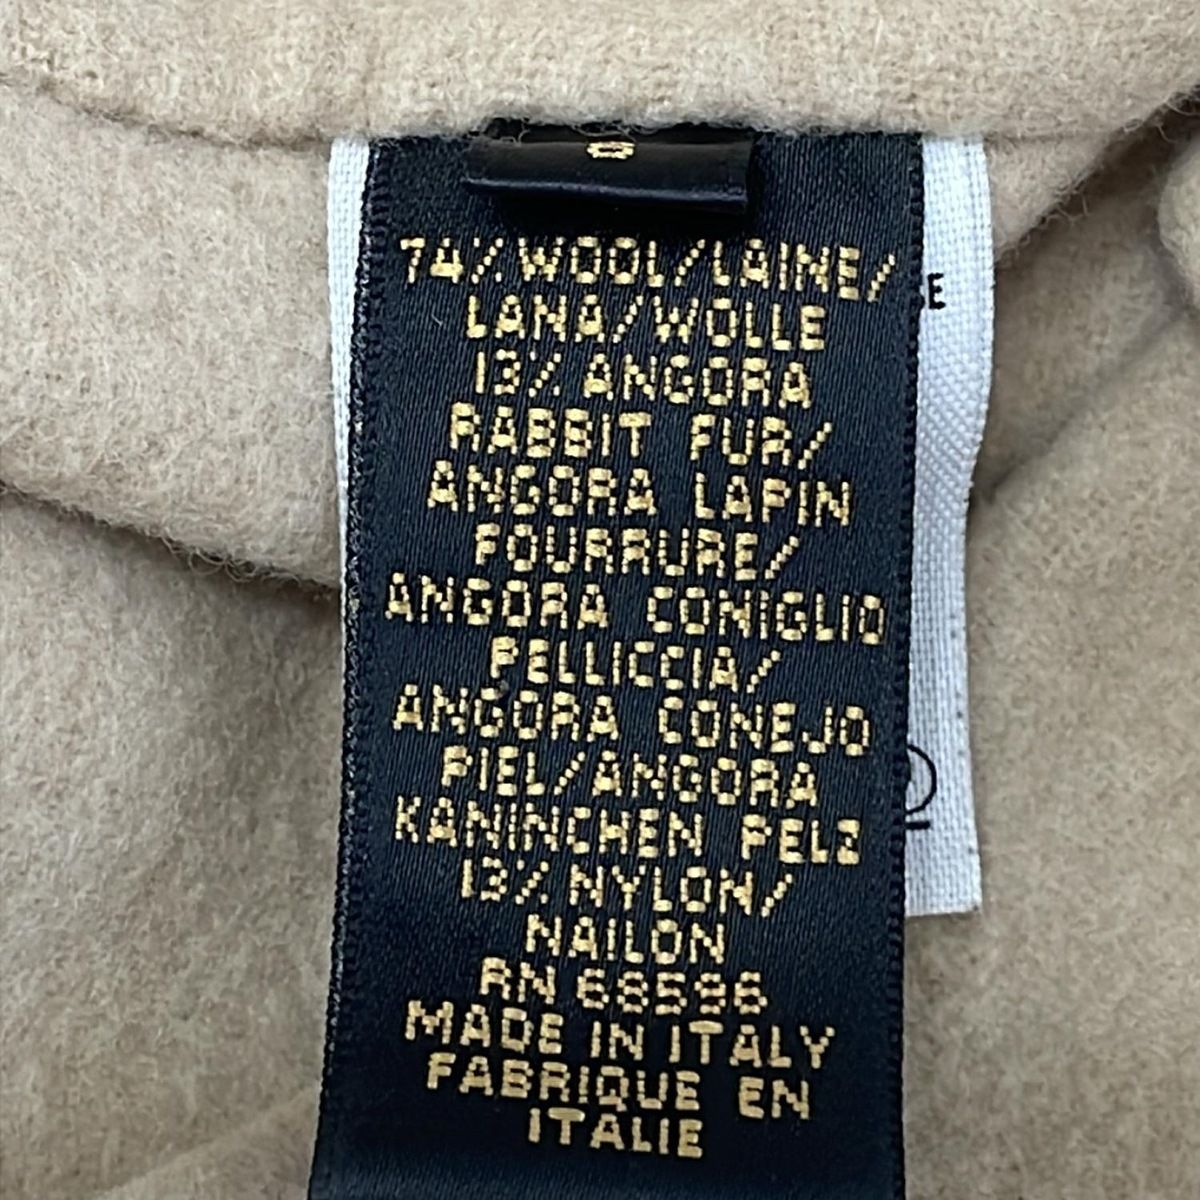 74% WOOL/LAINE/
LANA/WOLLE
13% ANGORA
RABBIT FUR/
ANGORA LAPIN
FOURRURE/
ANGORA CONIGLIO
PELLICCIA/
ANGORA CONEJO
PIEL/ANGORA
KANINCHEN PELZ
13% NYLON/
NAILON
RN 68596
MADE IN ITALY
FABRIQUE EN
ITALIE
E